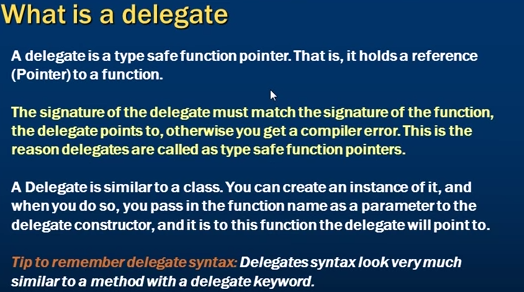 What is a delegate
A delegate is a type safe function pointer. That is, it holds a reference
(Pointer) to a function.
The signature of the delegate must match the signature of the function,
the delegate points to, otherwise you get a compiler error. This is the
reason delegates are called as type safe function pointers.
A Delegate is similar to a class. You can create an instance of it, and
when you do so, you pass in the function name as a parameter to the
delegate constructor, and it is to this function the delegate will point to.
Tip to remember delegate syntax: Delegates syntax look very much
similar to a method with a delegate keyword.